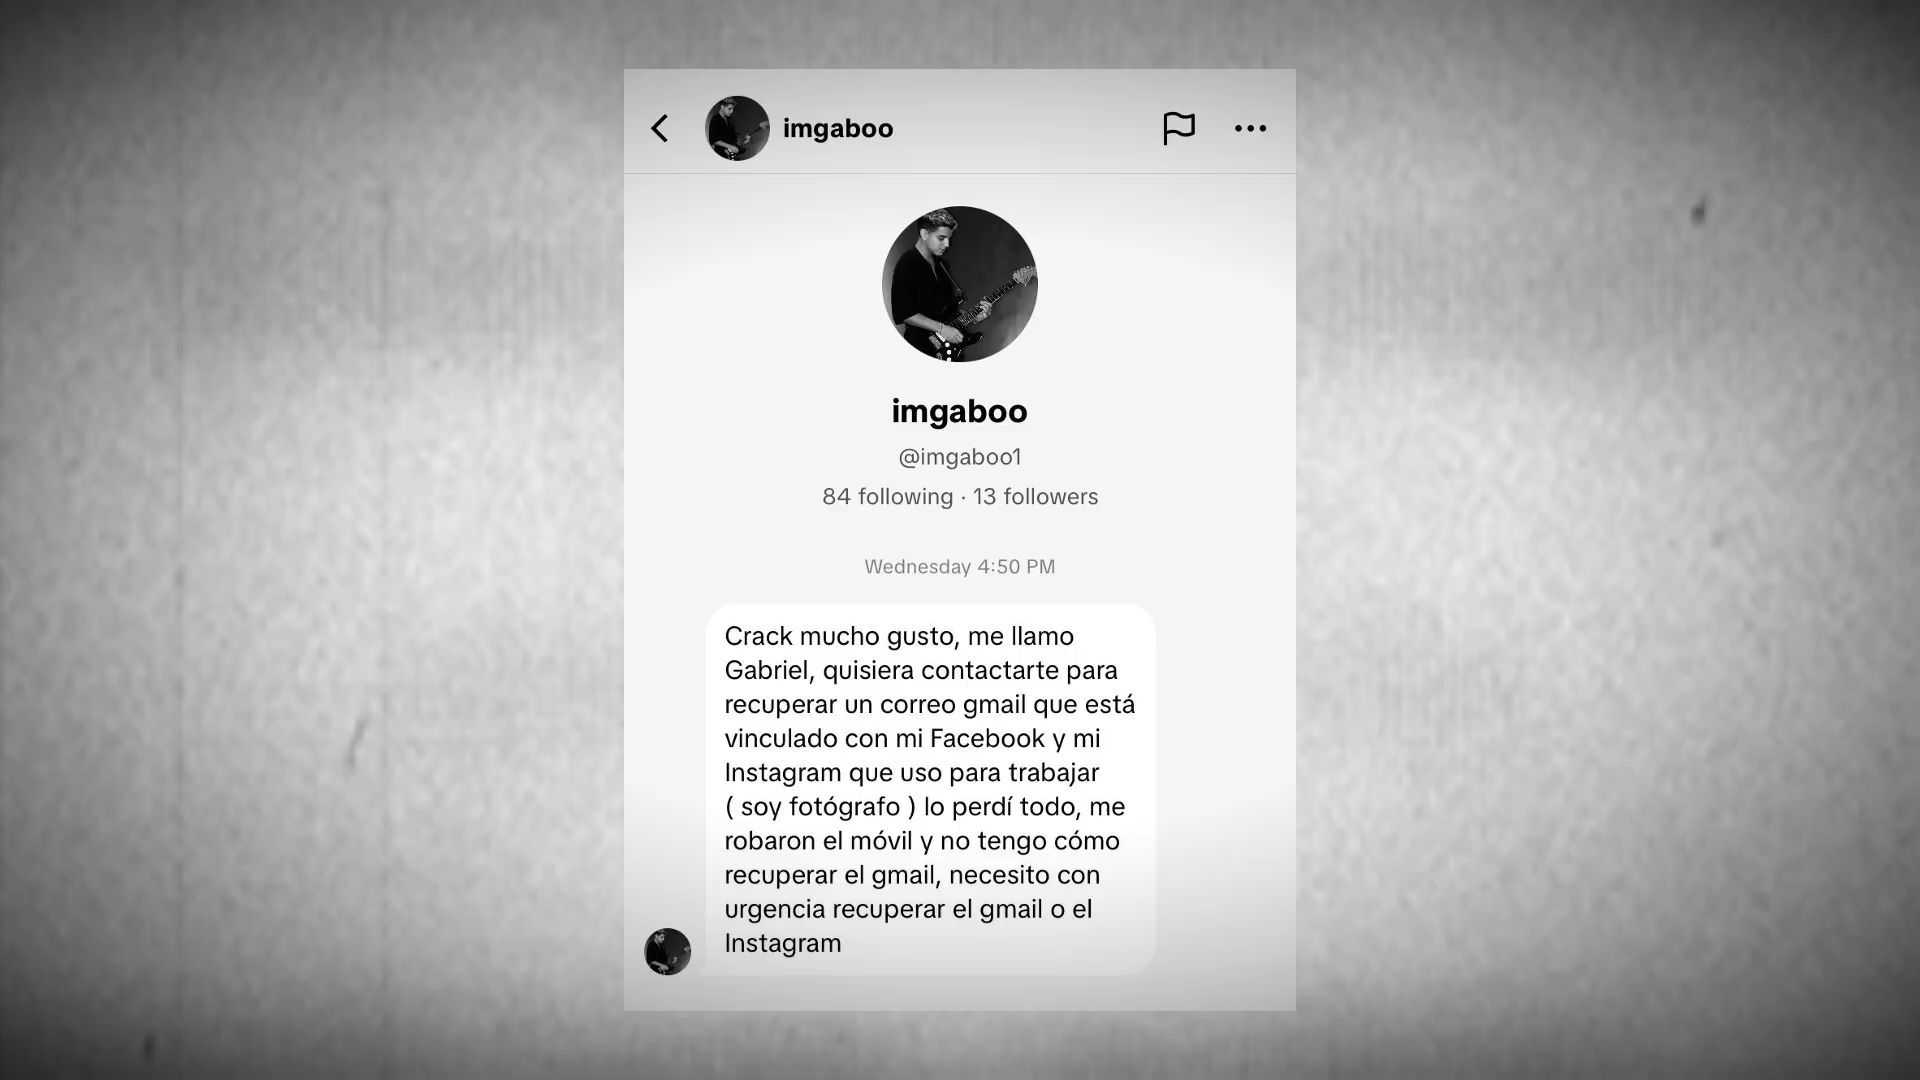 imgaboo
imgaboo
@imgaboo1
84 following · 13 followers
Wednesday 4:50 PM
Crack mucho gusto, me llamo
Gabriel, quisiera contactarte para
recuperar un correo gmail que está
vinculado con mi Facebook y mi
Instagram que uso para trabajar
( soy fotógrafo ) lo perdí todo, me
robaron el móvil y no tengo cómo
recuperar el gmail, necesito con
urgencia recuperar el gmail o el
Instagram